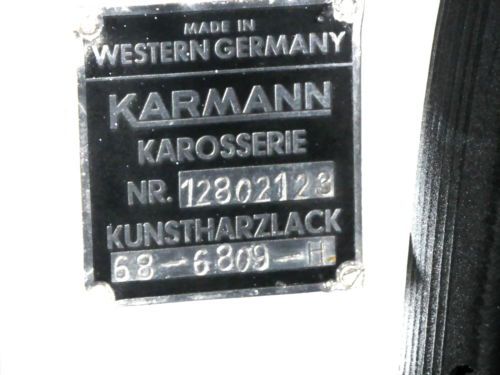 MADE IN
WESTERN GERMANY
KARMANN
KAROSSERIE
NR. 12802123
KUNSTHARZLACK
68-6809-H